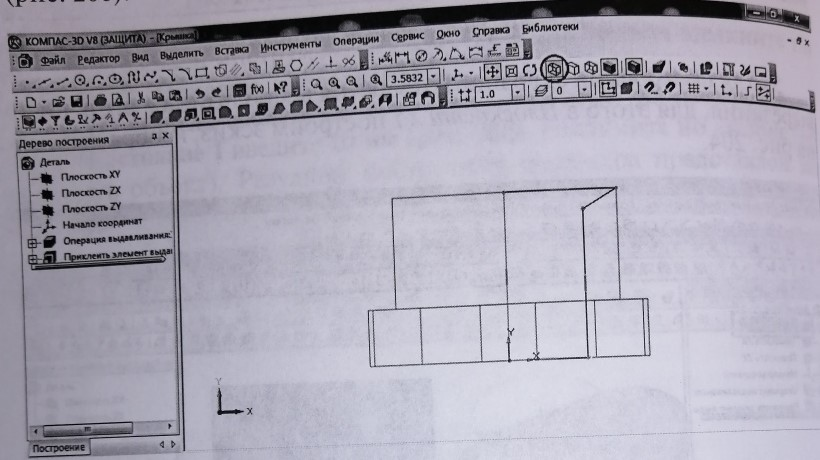 (рис. 200).
КОМПАС-3D V8 (ЗАЩИТА) - [Крышка]
Файл Редактор Вид Выделить Вставка Инструменты Операции Сервис Окно Справка Библиотеки
3.5832
f(x)
1.0 0
Дерево построения
Деталь
Плоскость XY
Плоскость ZX
Плоскость ZY
Начало координат
Операция выдавливания:
Приклеить элемент выда
Y
X
Y
X
Построение